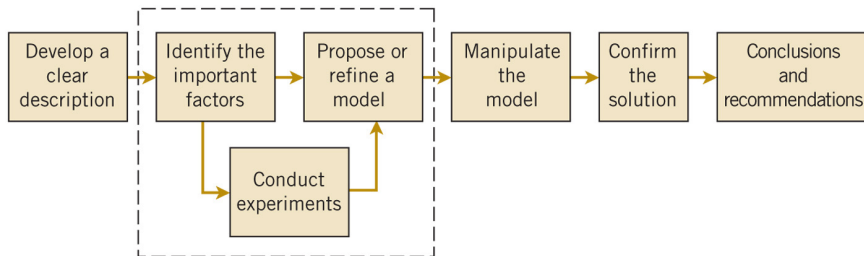 Develop a
clear
description
Identify the
important
factors
Propose or
refine a
model
Manipulate
the
model
Confirm
the
solution
Conclusions
and
recommendations
Conduct
experiments